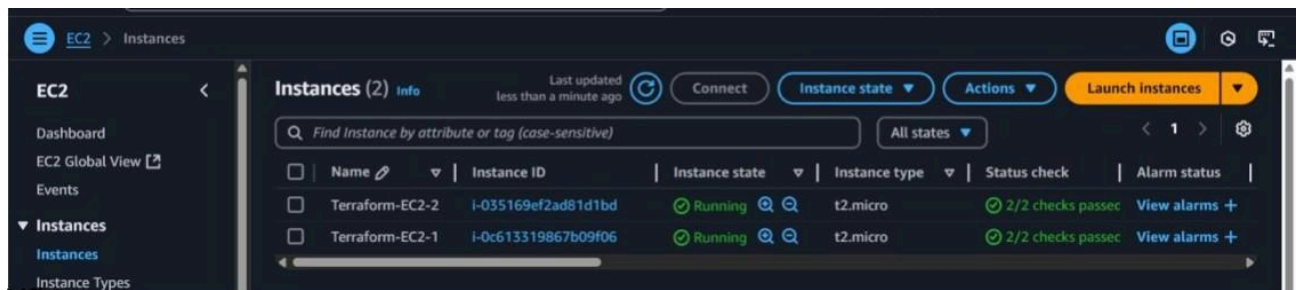 EC2 > Instances
EC2
Dashboard
EC2 Global View
Events
Instances
Instances
Instance Types
Instances (2) Info
Last updated
less than a minute ago
Connect
Instance state
Actions
Launch instances
Find Instance by attribute or tag (case-sensitive)
All states
1
Name Instance ID Instance state Instance type Status check Alarm status
Terraform-EC2-2 i-035169ef2ad81d1bd Running t2.micro 2/2 checks passec View alarms +
Terraform-EC2-1 i-0c613319867b09f06 Running t2.micro 2/2 checks passec View alarms +